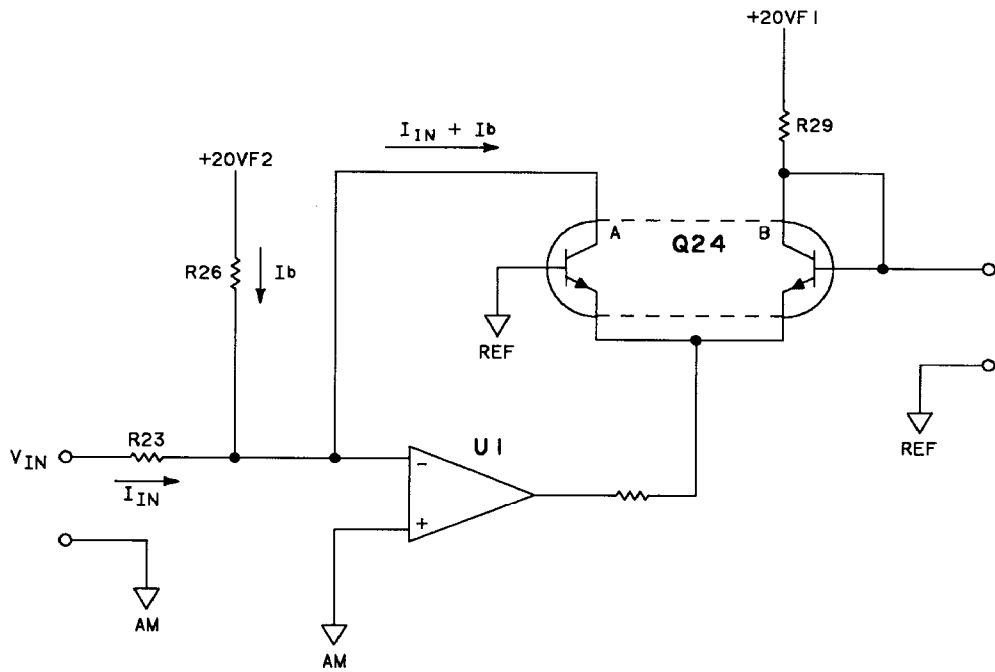 +20VF1
R29
I_IN + Ib
+20VF2
A
Q24
B
R26
Ib
REF
REF
R23
U1
V_IN
I_IN
−
+
AM
AM